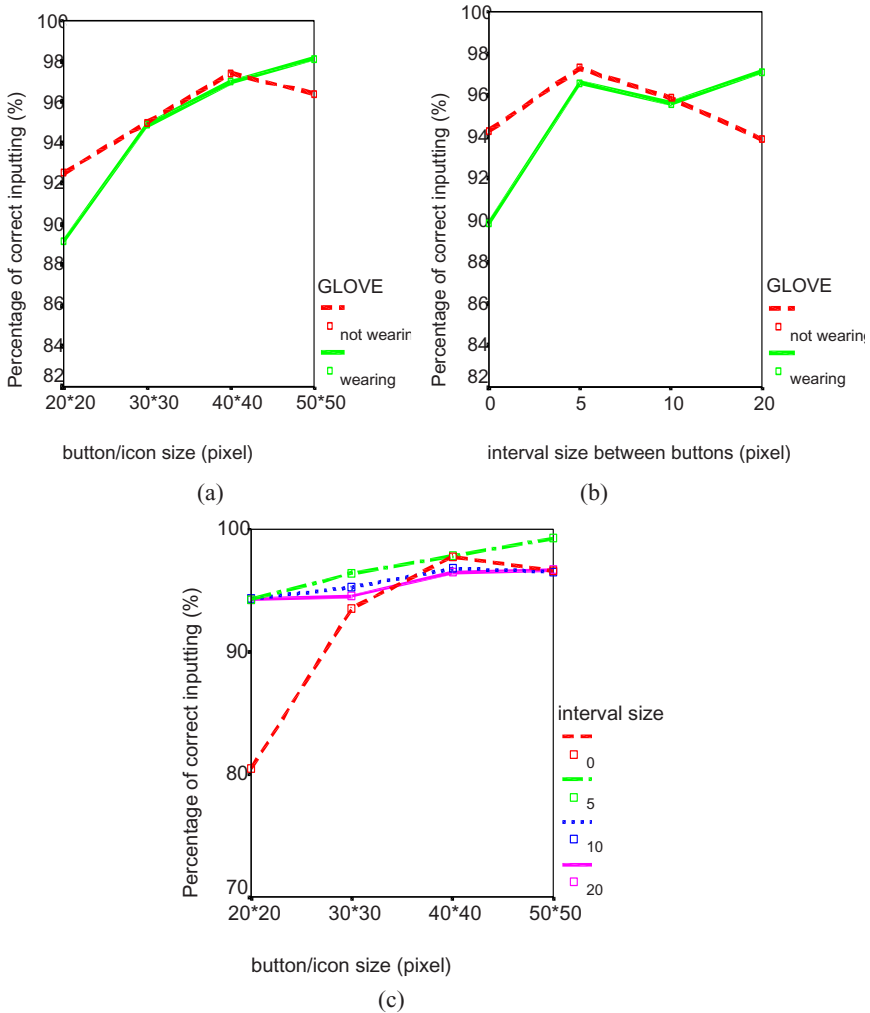 100
98
96
94
92
90
88
86
84
82
Percentage of correct inputting (%)
20*20 30*30 40*40 50*50
button/icon size (pixel)
GLOVE
not wearin
wearing
(a)
100
98
96
94
92
90
88
86
84
82
Percentage of correct inputting (%)
0 5 10 20
interval size between buttons (pixel)
GLOVE
not wearing
wearing
(b)
100
90
80
70
Percentage of correct inputting (%)
20*20 30*30 40*40 50*50
button/icon size (pixel)
interval size
0
5
10
20
(c)